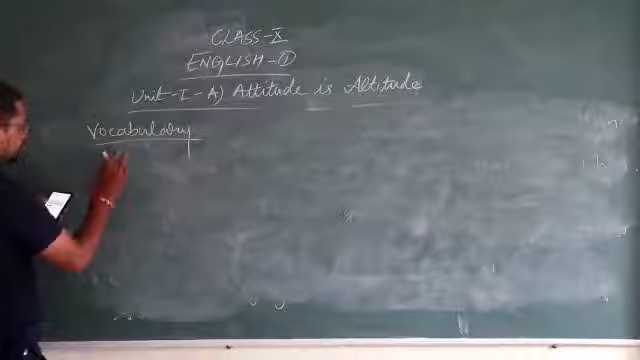 CLASS-X
ENGLISH-①
Unit-I-A) Attitude is Altitude
Vocabulary